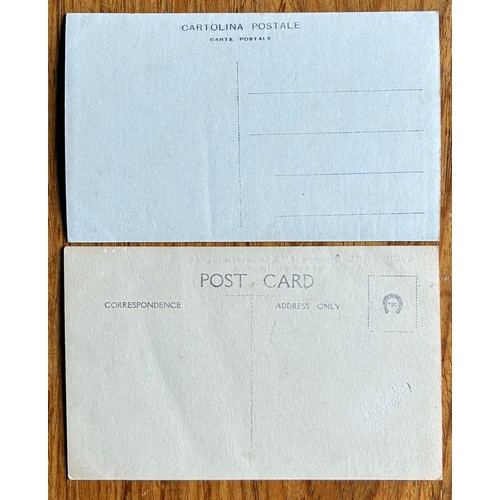 CARTOLINA POSTALE
CARTE POSTALE
POST CARD
CORRESPONDENCE
ADDRESS ONLY